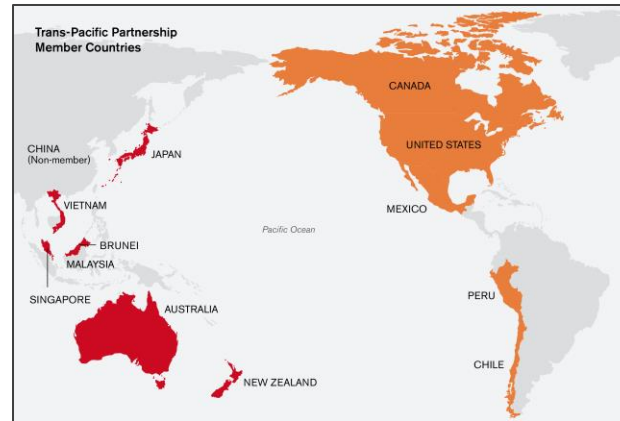 Trans-Pacific Partnership
Member Countries
CANADA
UNITED STATES
CHINA
(Non-member)
JAPAN
MEXICO
VIETNAM
Pacific Ocean
BRUNEI
MALAYSIA
SINGAPORE
AUSTRALIA
PERU
CHILE
NEW ZEALAND